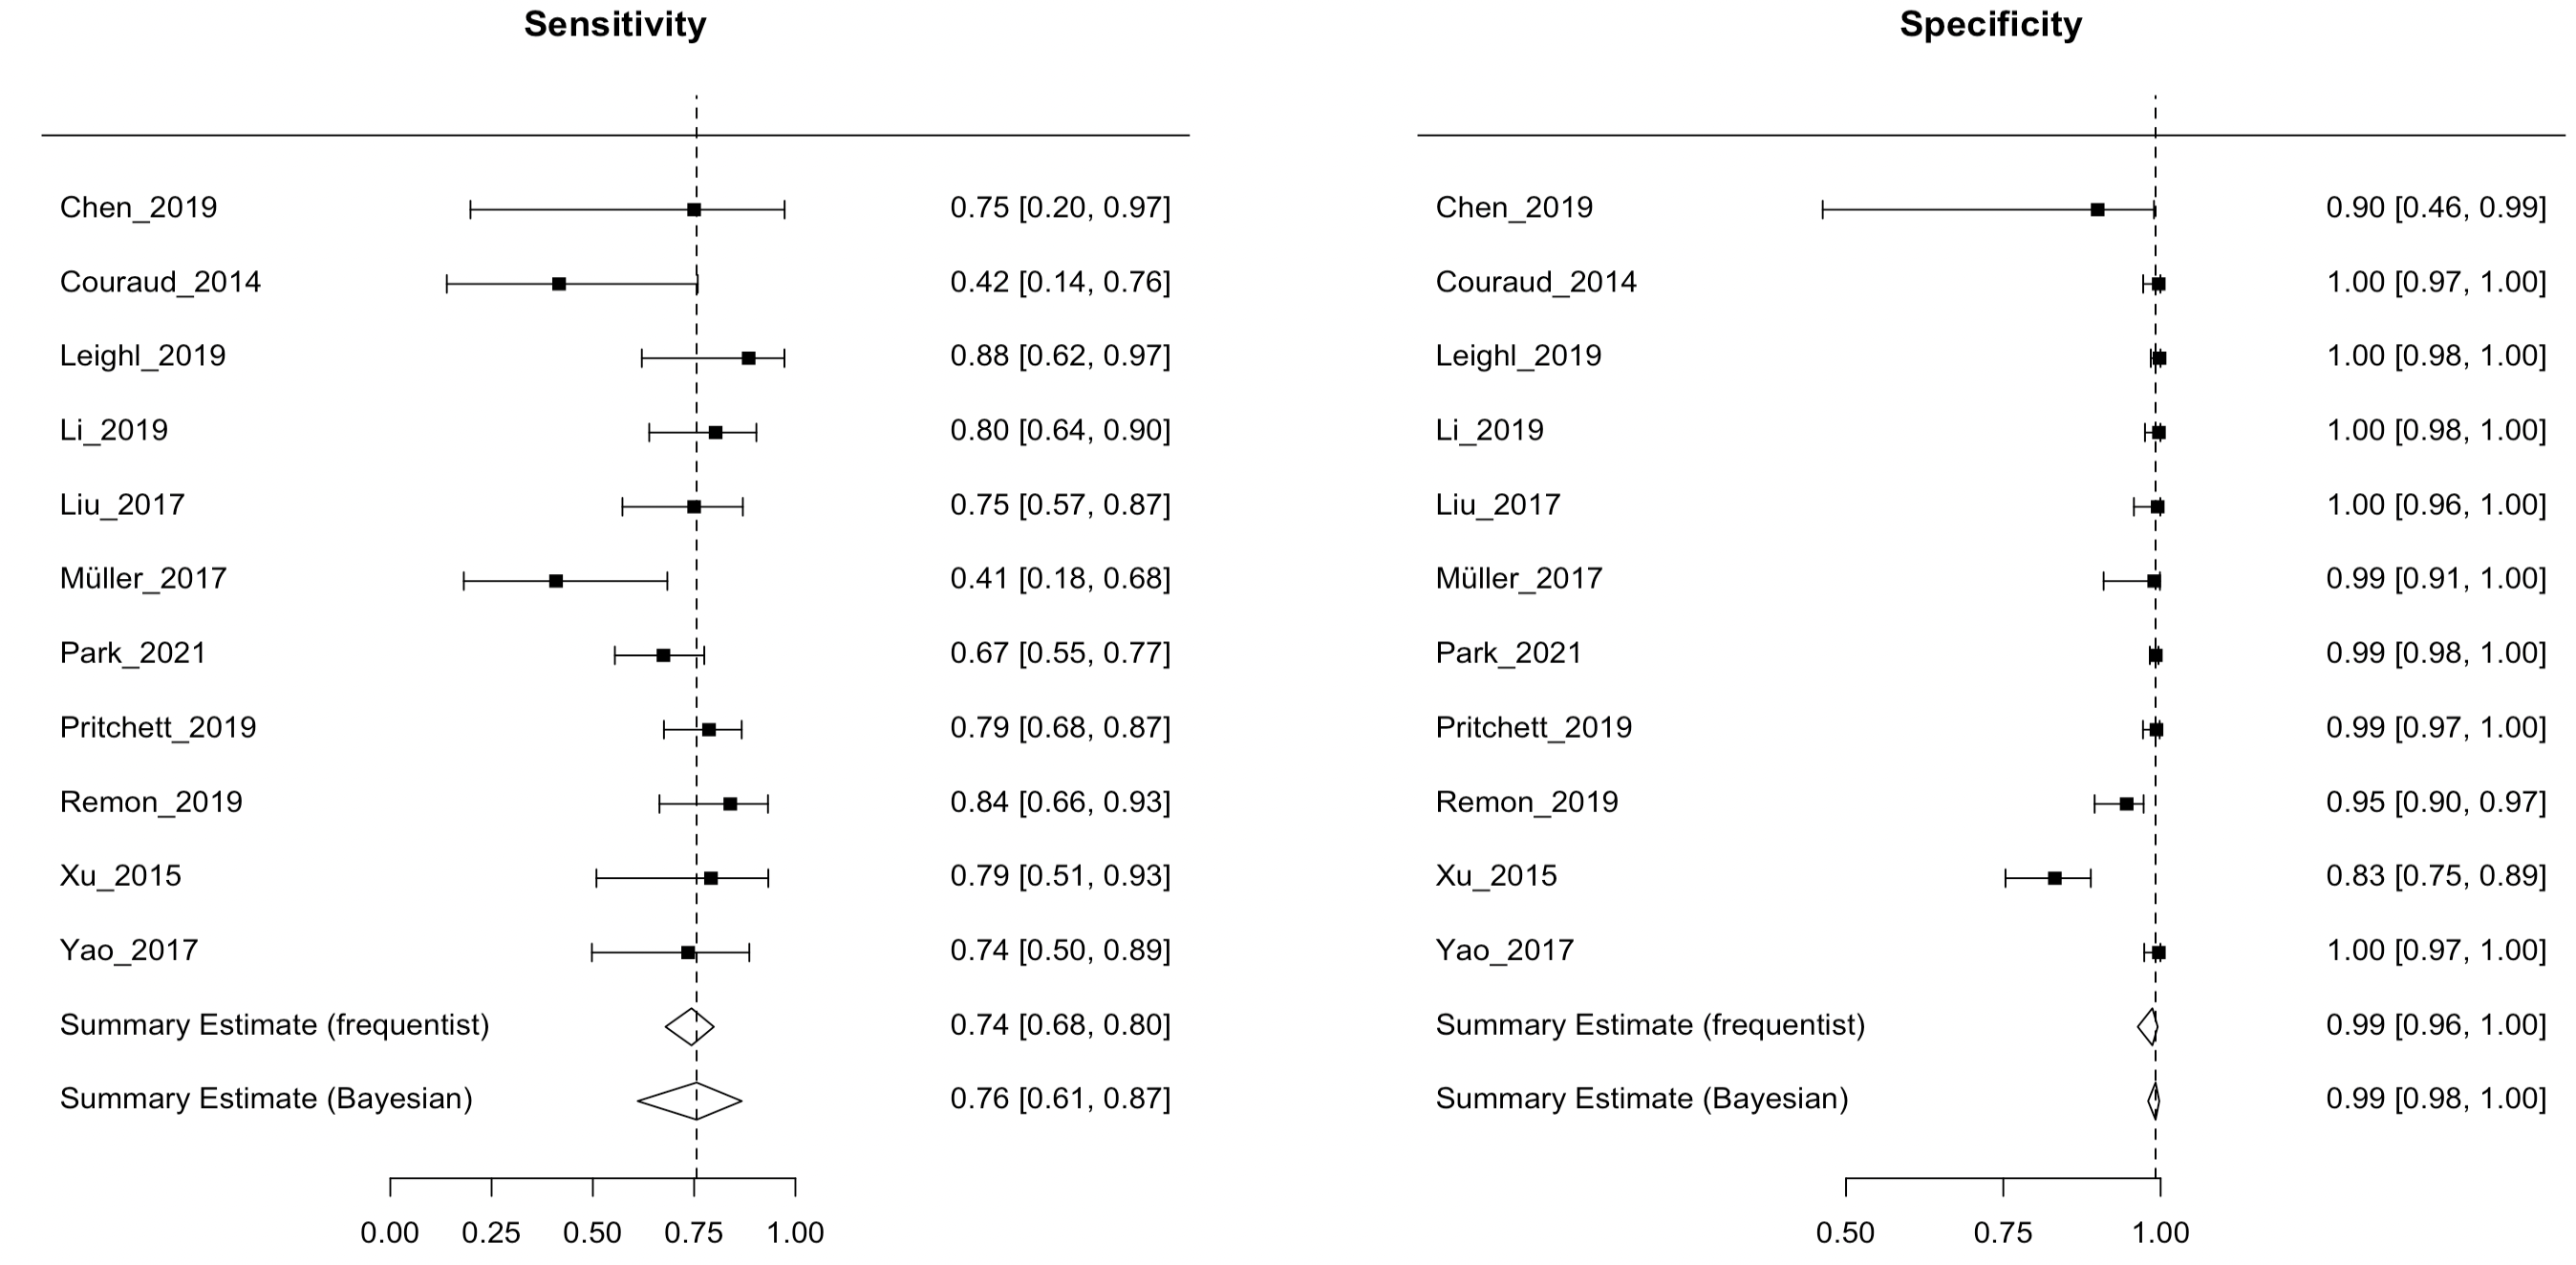 Sensitivity
Chen_2019 0.75 [0.20, 0.97]
Couraud_2014 0.42 [0.14, 0.76]
Leighl_2019 0.88 [0.62, 0.97]
Li_2019 0.80 [0.64, 0.90]
Liu_2017 0.75 [0.57, 0.87]
Müller_2017 0.41 [0.18, 0.68]
Park_2021 0.67 [0.55, 0.77]
Pritchett_2019 0.79 [0.68, 0.87]
Remon_2019 0.84 [0.66, 0.93]
Xu_2015 0.79 [0.51, 0.93]
Yao_2017 0.74 [0.50, 0.89]
Summary Estimate (frequentist) 0.74 [0.68, 0.80]
Summary Estimate (Bayesian) 0.76 [0.61, 0.87]
0.00 0.25 0.50 0.75 1.00
Specificity
Chen_2019 0.90 [0.46, 0.99]
Couraud_2014 1.00 [0.97, 1.00]
Leighl_2019 1.00 [0.98, 1.00]
Li_2019 1.00 [0.98, 1.00]
Liu_2017 1.00 [0.96, 1.00]
Müller_2017 0.99 [0.91, 1.00]
Park_2021 0.99 [0.98, 1.00]
Pritchett_2019 0.99 [0.97, 1.00]
Remon_2019 0.95 [0.90, 0.97]
Xu_2015 0.83 [0.75, 0.89]
Yao_2017 1.00 [0.97, 1.00]
Summary Estimate (frequentist) 0.99 [0.96, 1.00]
Summary Estimate (Bayesian) 0.99 [0.98, 1.00]
0.50 0.75 1.00